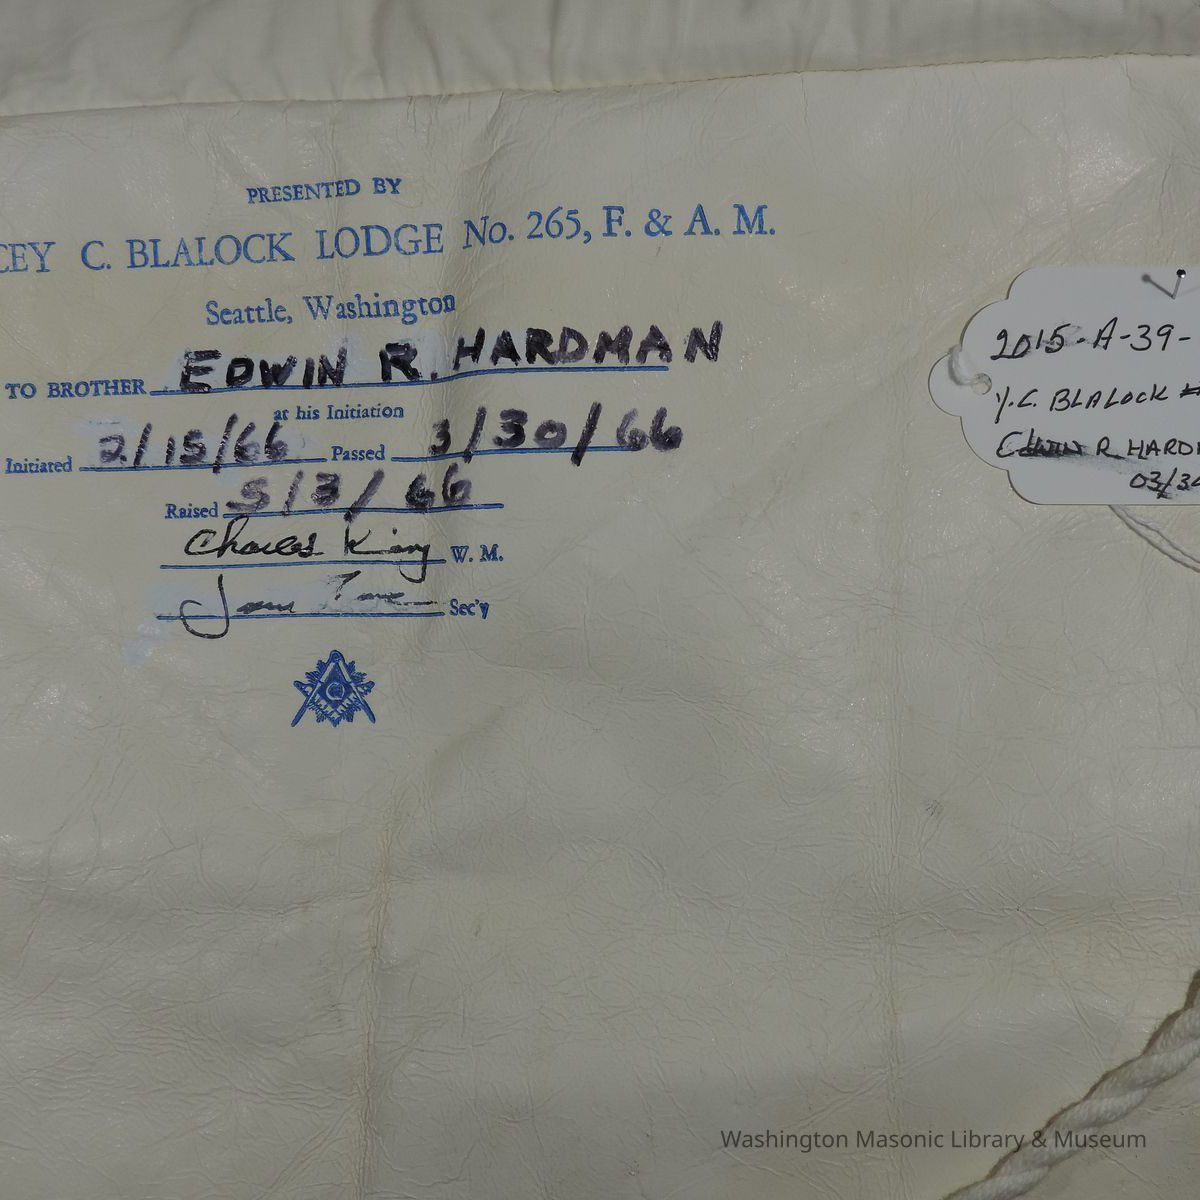 PRESENTED BY
CEY C. BLALOCK LODGE No. 265, F. & A. M.
Seattle, Washington
TO BROTHER EDWIN R. HARDMAN
at his Initiation
Initiated 2/15/66 Passed 3/30/66
Raised 5/3/66
Charles King W. M.
Sec'y
2015-A-39-
Y.C. BLALOCK #
EDWIN R HARD
03/30
Washington Masonic Library & Museum